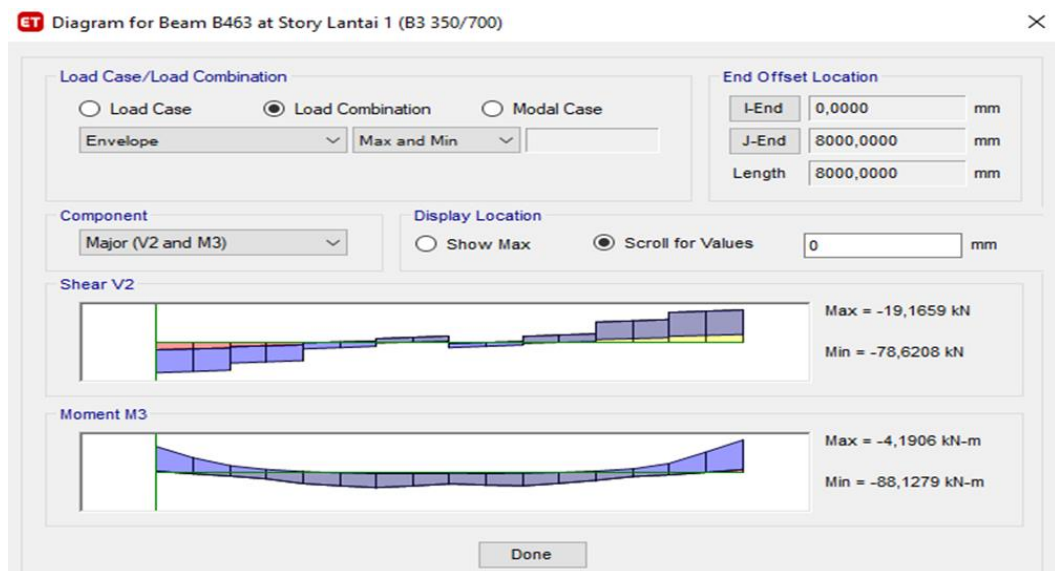 ET Diagram for Beam B463 at Story Lantai 1 (B3 350/700)
Load Case/Load Combination
Load Case Load Combination Modal Case
Envelope Max and Min
End Offset Location
I-End 0,0000 mm
J-End 8000,0000 mm
Length 8000,0000 mm
Component
Major (V2 and M3)
Display Location
Show Max Scroll for Values 0 mm
Shear V2
Max = -19,1659 kN
Min = -78,6208 kN
Moment M3
Max = -4,1906 kN-m
Min = -88,1279 kN-m
Done